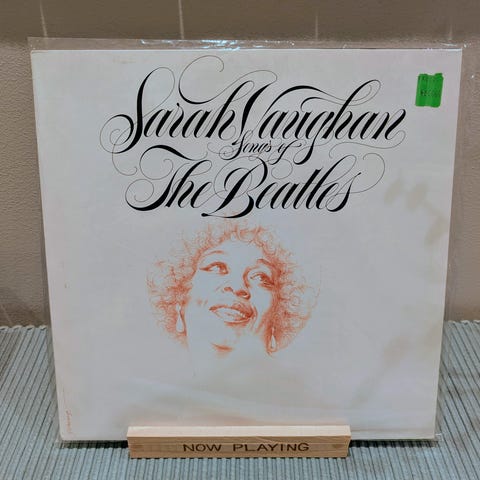 Sarah Vaughan
Songs of
The Beatles
NOW PLAYING